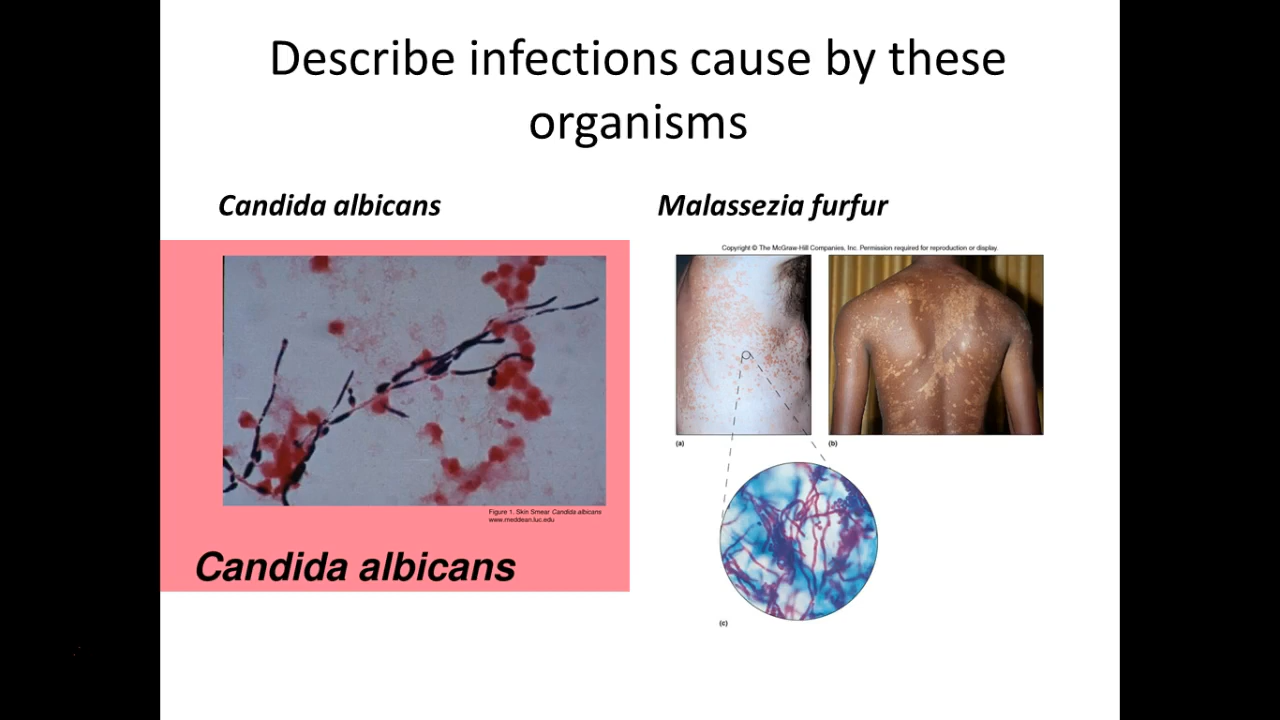 Describe infections cause by these
organisms
Candida albicans
Malassezia furfur
Copyright © The McGraw-Hill Companies, Inc. Permission required for reproduction or display.
(a)
(b)
Figure 1. Skin Smear Candida albicans
www.meddean.luc.edu
Candida albicans
(c)